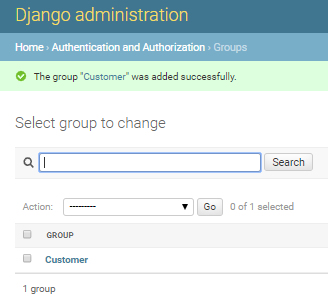 Django administration
Home › Authentication and Authorization › Groups
The group "Customer" was added successfully.
Select group to change
Search
Action: --------- Go 0 of 1 selected
GROUP
Customer
1 group